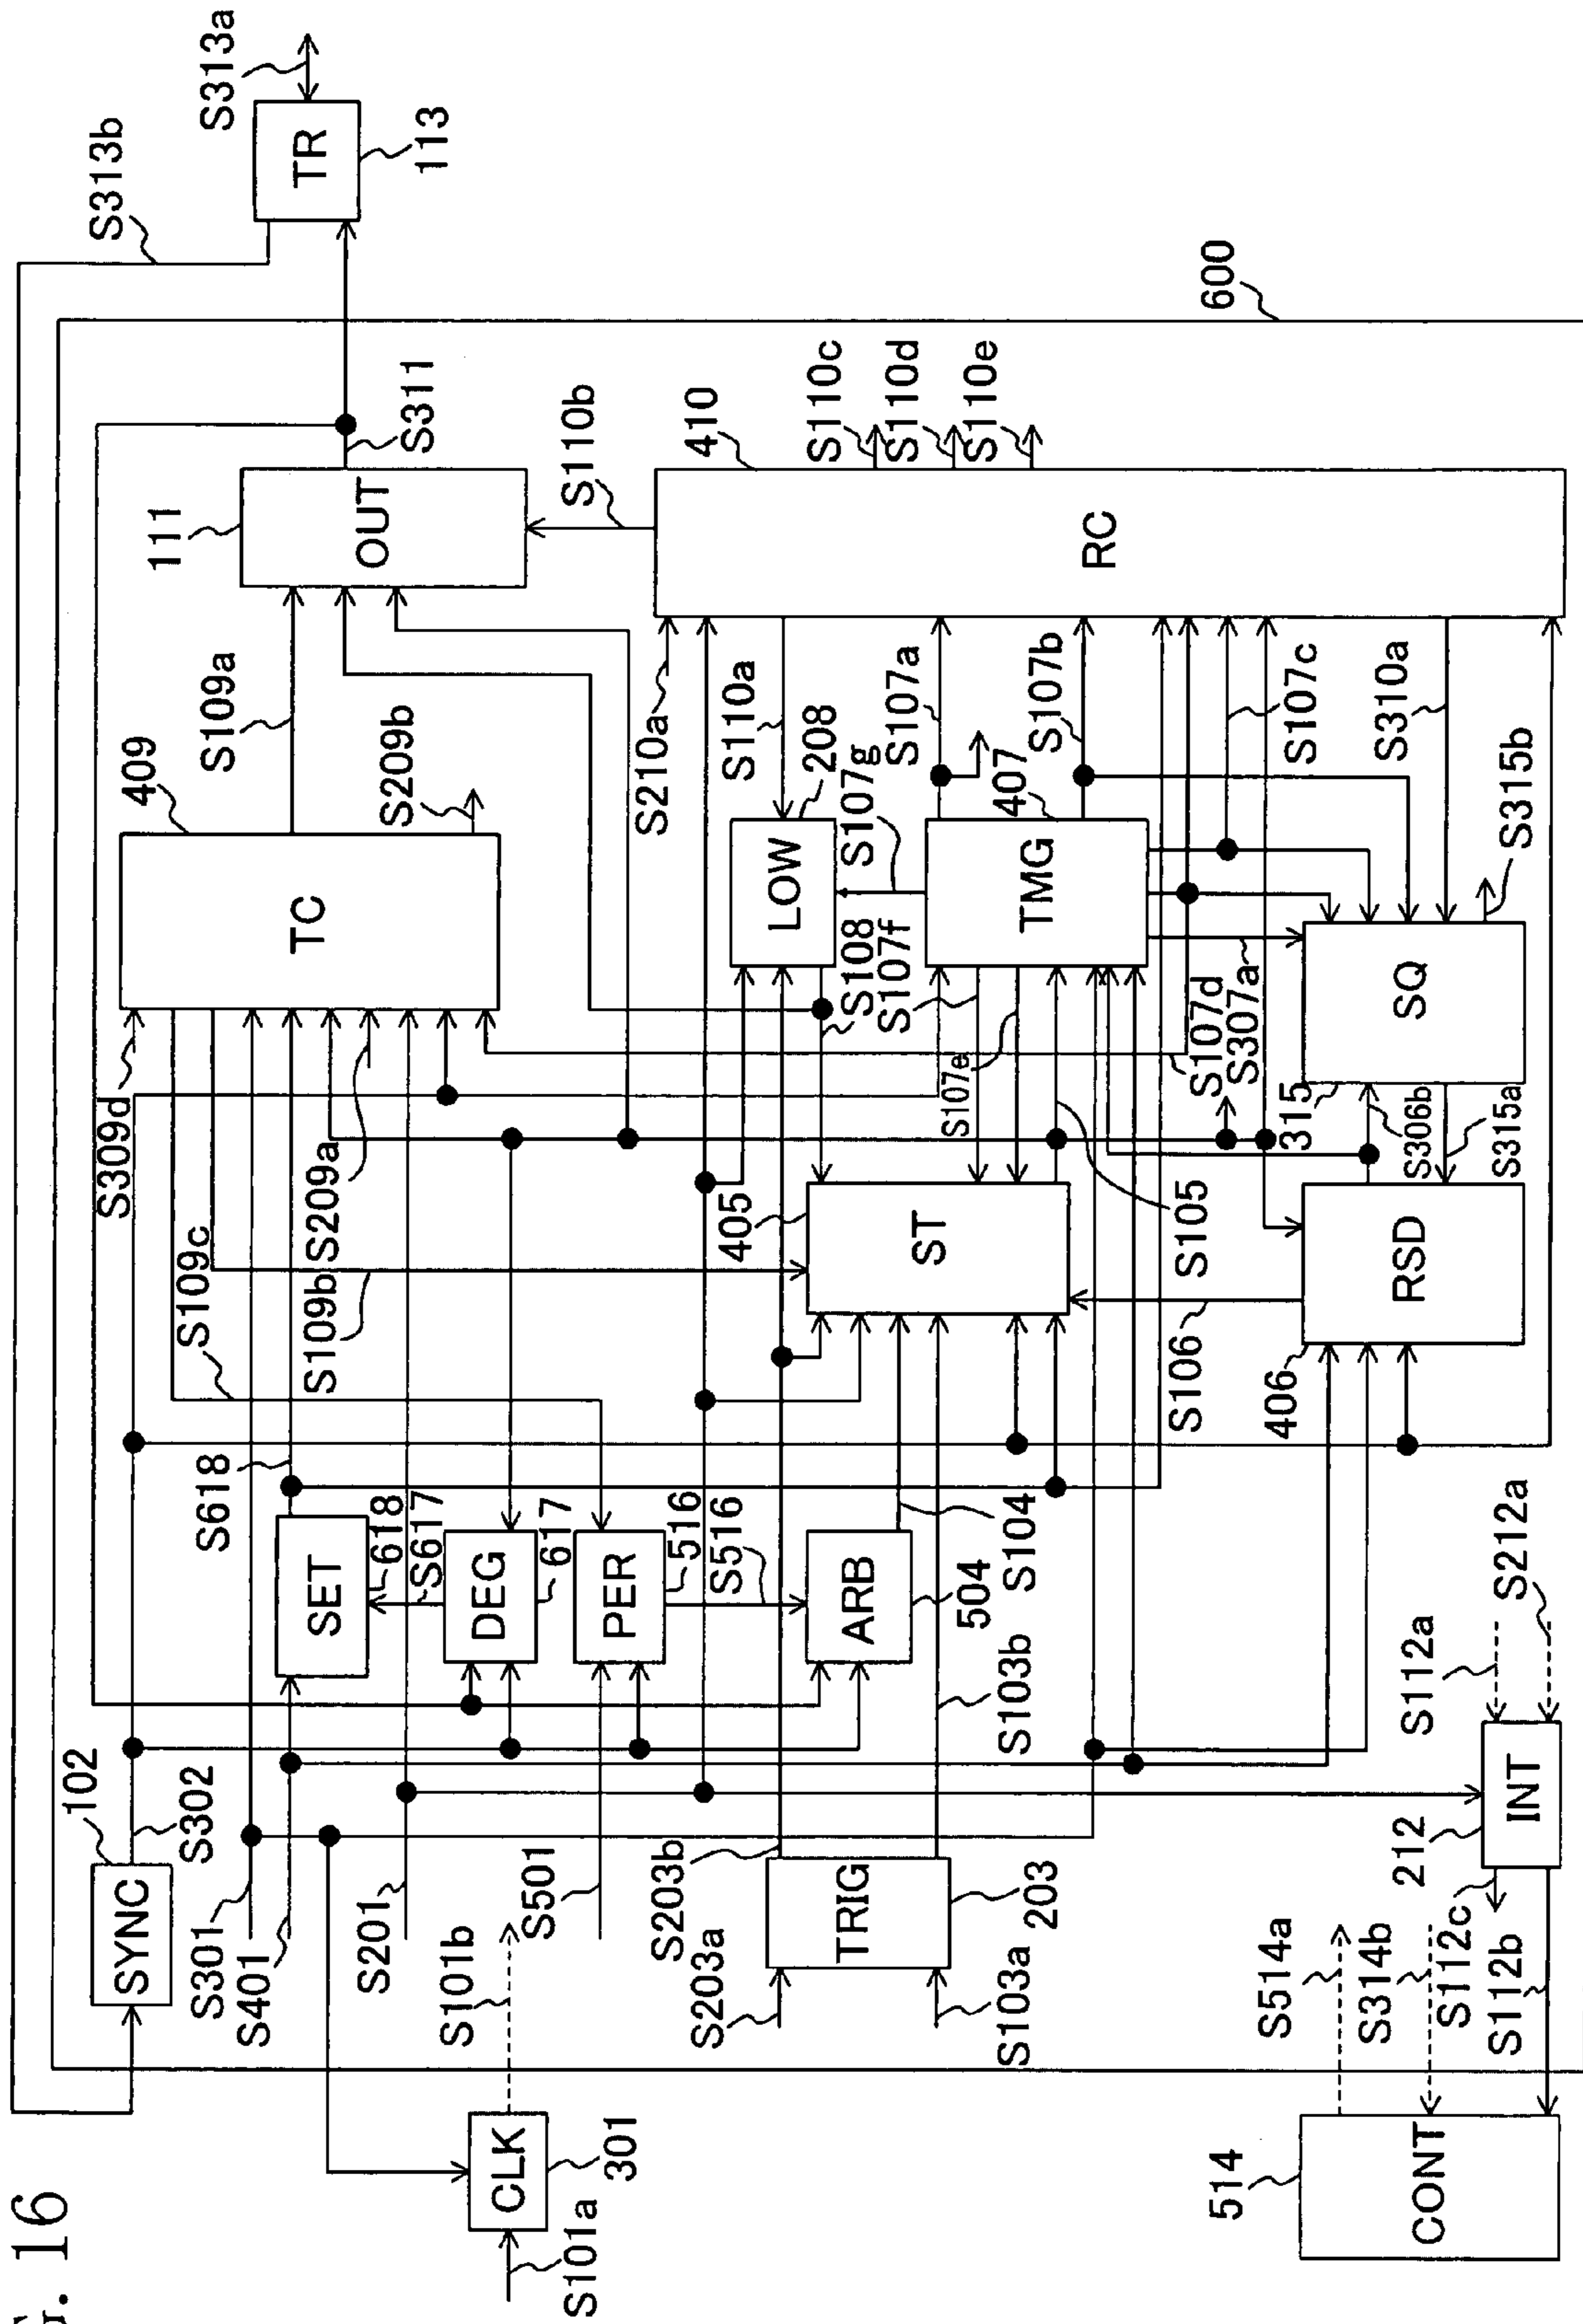 G. 16
S313b
S313a
TR
113
600
111
OUT
S311
S110b
410
S110c
S110d
S110e
RC
409
TC
S109a
S209b
S309d
S109c
S109b
S209a
S210a
S110a
208
LOW
S107g
S107a
407
TMG
S107b
S107c
S310a
S315b
S108
S107f
S107e
S107d
S307a
315
SQ
S306b
S315a
405
ST
S105
S106
406
RSD
S618
SET
618
S617
DEG
617
PER
516
S516
ARB
504
S104
S103b
102
SYNC
S302
S301
S401
S201
S101b
S501
S203b
S203a
TRIG
203
S103a
CLK
301
S101a
S112a
S212a
212
INT
S514a
S314b
S112c
S112b
514
CONT